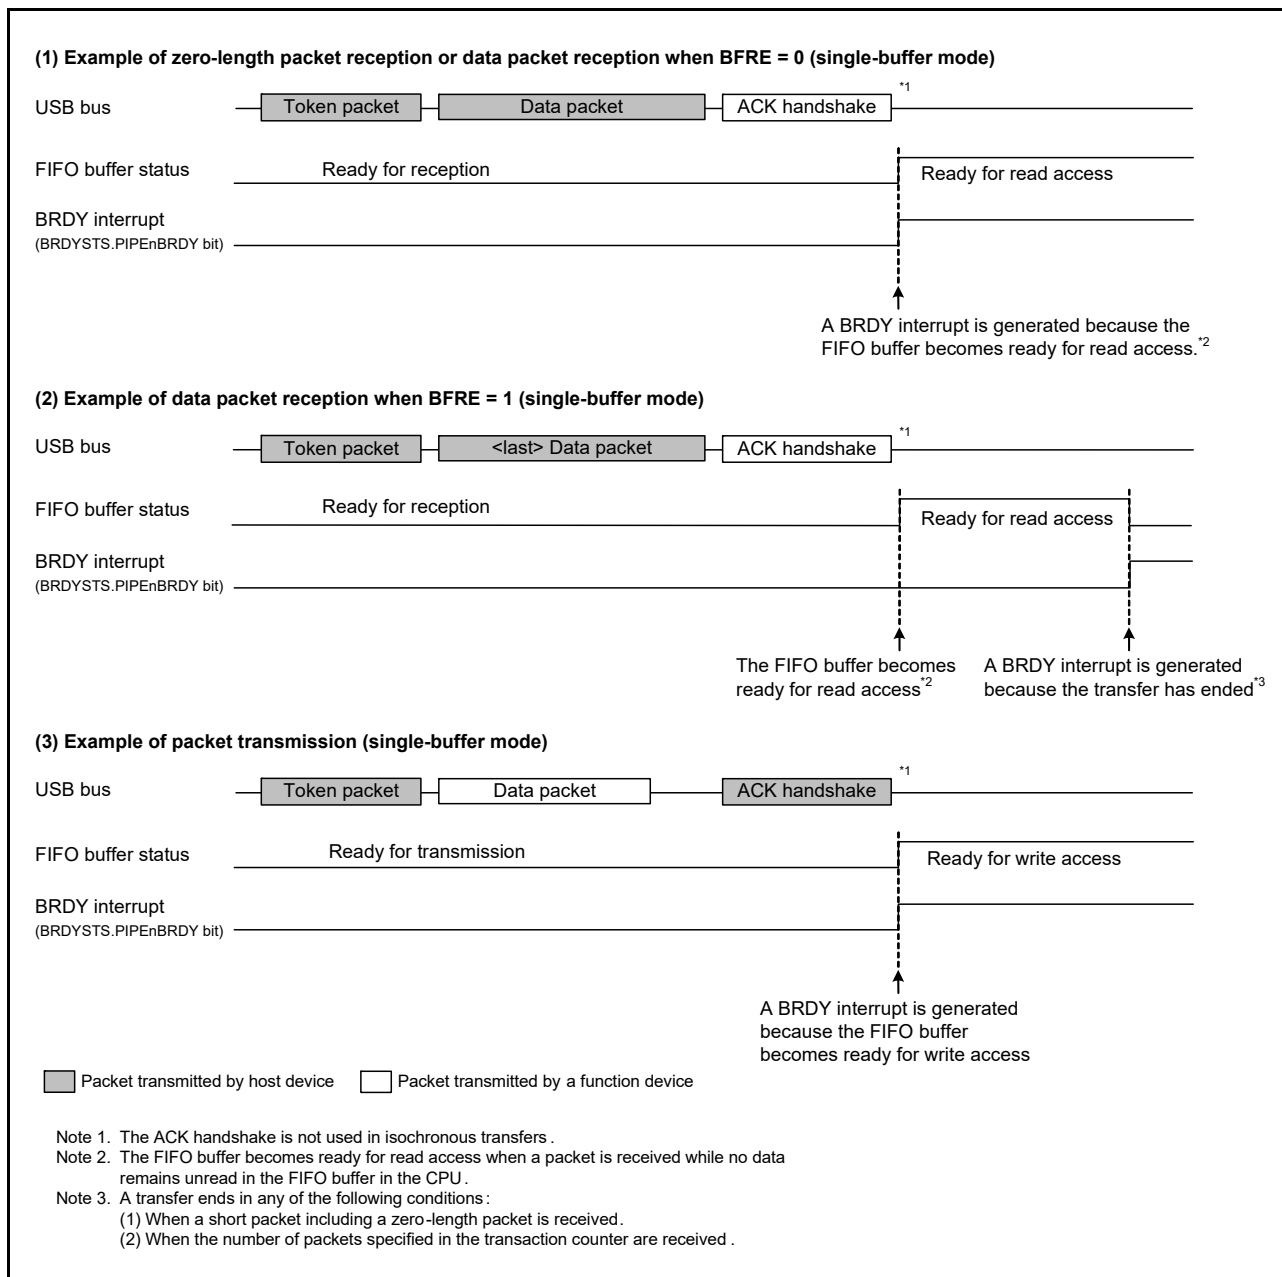 (1) Example of zero-length packet reception or data packet reception when BFRE = 0 (single-buffer mode)
USB bus
Token packet
Data packet
ACK handshake
*1
FIFO buffer status
Ready for reception
Ready for read access
BRDY interrupt
(BRDYSTS.PIPEnBRDY bit)
A BRDY interrupt is generated because the
FIFO buffer becomes ready for read access.*2
(2) Example of data packet reception when BFRE = 1 (single-buffer mode)
USB bus
Token packet
<last> Data packet
ACK handshake
*1
FIFO buffer status
Ready for reception
Ready for read access
BRDY interrupt
(BRDYSTS.PIPEnBRDY bit)
The FIFO buffer becomes
ready for read access*2
A BRDY interrupt is generated
because the transfer has ended*3
(3) Example of packet transmission (single-buffer mode)
USB bus
Token packet
Data packet
ACK handshake
*1
FIFO buffer status
Ready for transmission
Ready for write access
BRDY interrupt
(BRDYSTS.PIPEnBRDY bit)
A BRDY interrupt is generated
because the FIFO buffer
becomes ready for write access
Packet transmitted by host device
Packet transmitted by a function device
Note 1. The ACK handshake is not used in isochronous transfers.
Note 2. The FIFO buffer becomes ready for read access when a packet is received while no data
remains unread in the FIFO buffer in the CPU.
Note 3. A transfer ends in any of the following conditions:
(1) When a short packet including a zero-length packet is received.
(2) When the number of packets specified in the transaction counter are received.